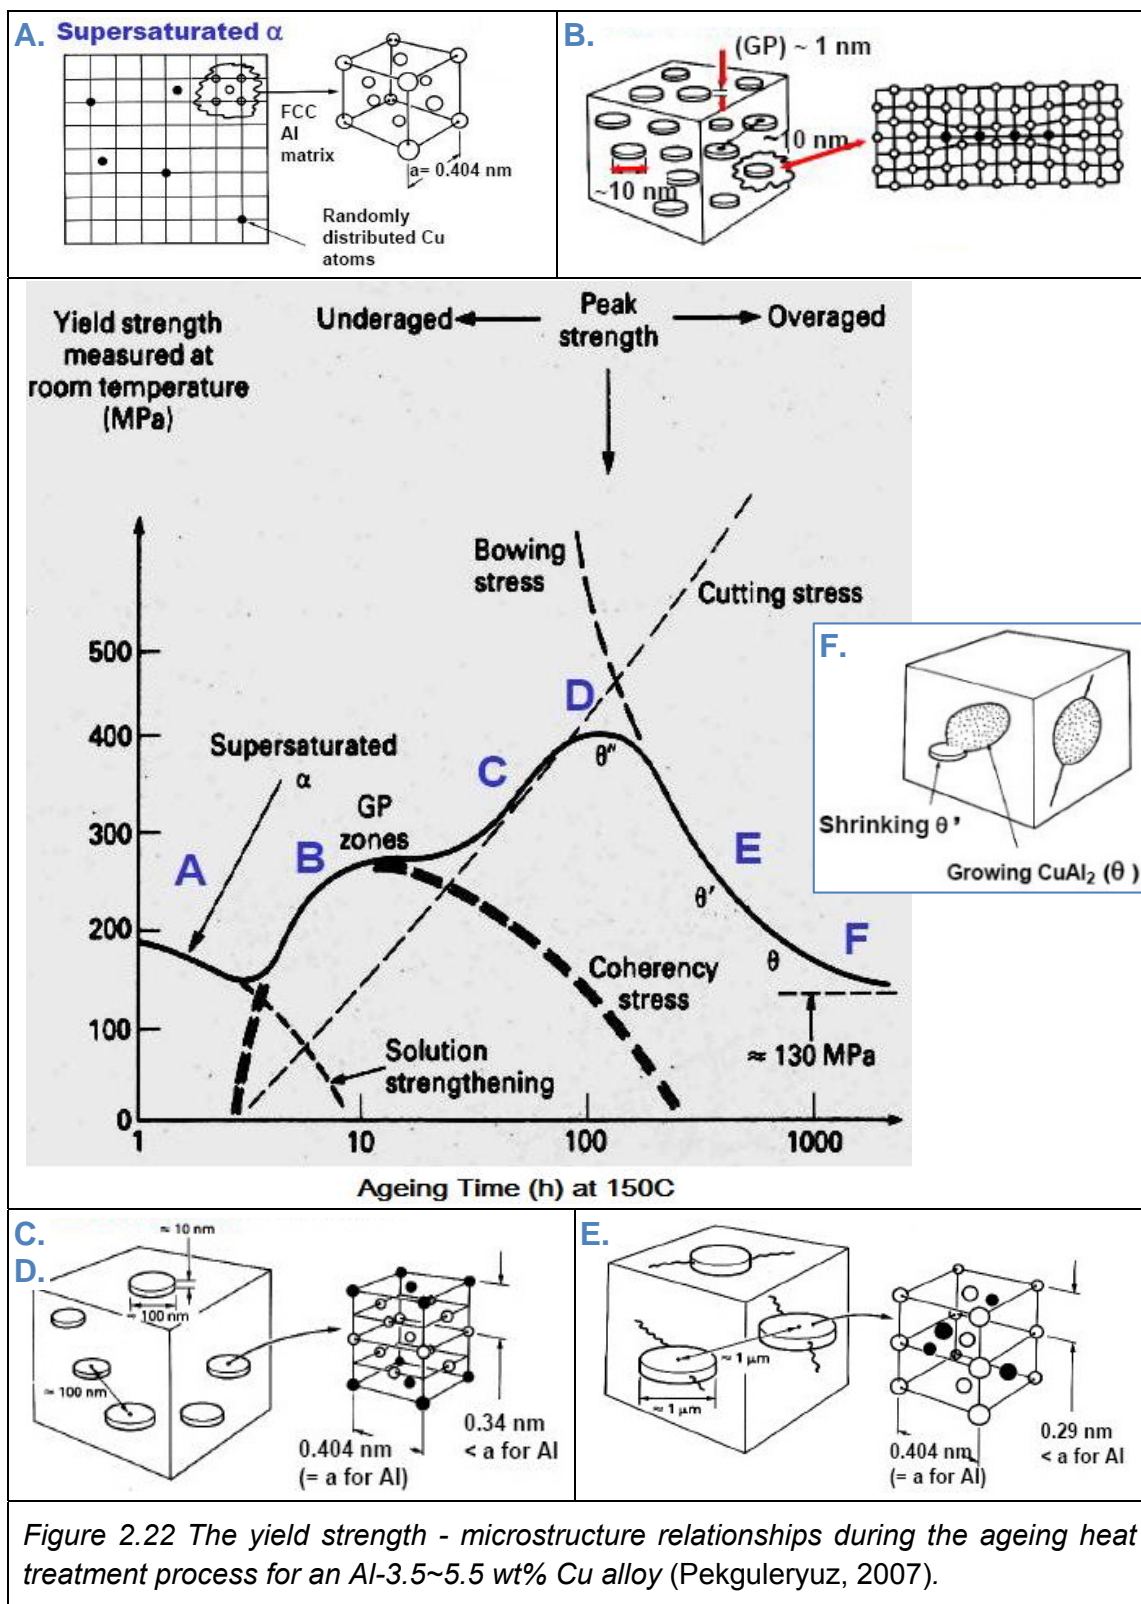 A. Supersaturated α
FCC
Al
matrix
a= 0.404 nm
Randomly
distributed Cu
atoms
B.
(GP) ~ 1 nm
~10 nm
~10 nm
Yield strength
measured at
room temperature
(MPa)
Underaged
Peak
strength
Overaged
Bowing
stress
Cutting stress
500
400
300
200
100
0
Supersaturated
α
GP
zones
A
B
C
D
E
F
θ"
θ'
θ
Coherency
stress
Solution
strengthening
≈ 130 MPa
1
10
100
1000
Ageing Time (h) at 150C
F.
Shrinking θ'
Growing CuAl₂ (θ)
C.
D.
≈ 10 nm
≈ 100nm
≈ 100 nm
0.404 nm
(= a for Al)
0.34 nm
< a for Al
E.
≈ 1 μm
≈ 1 μm
0.404 nm
(= a for Al)
0.29 nm
< a for Al
Figure 2.22 The yield strength - microstructure relationships during the ageing heat
treatment process for an Al-3.5~5.5 wt% Cu alloy (Pekguleryuz, 2007).